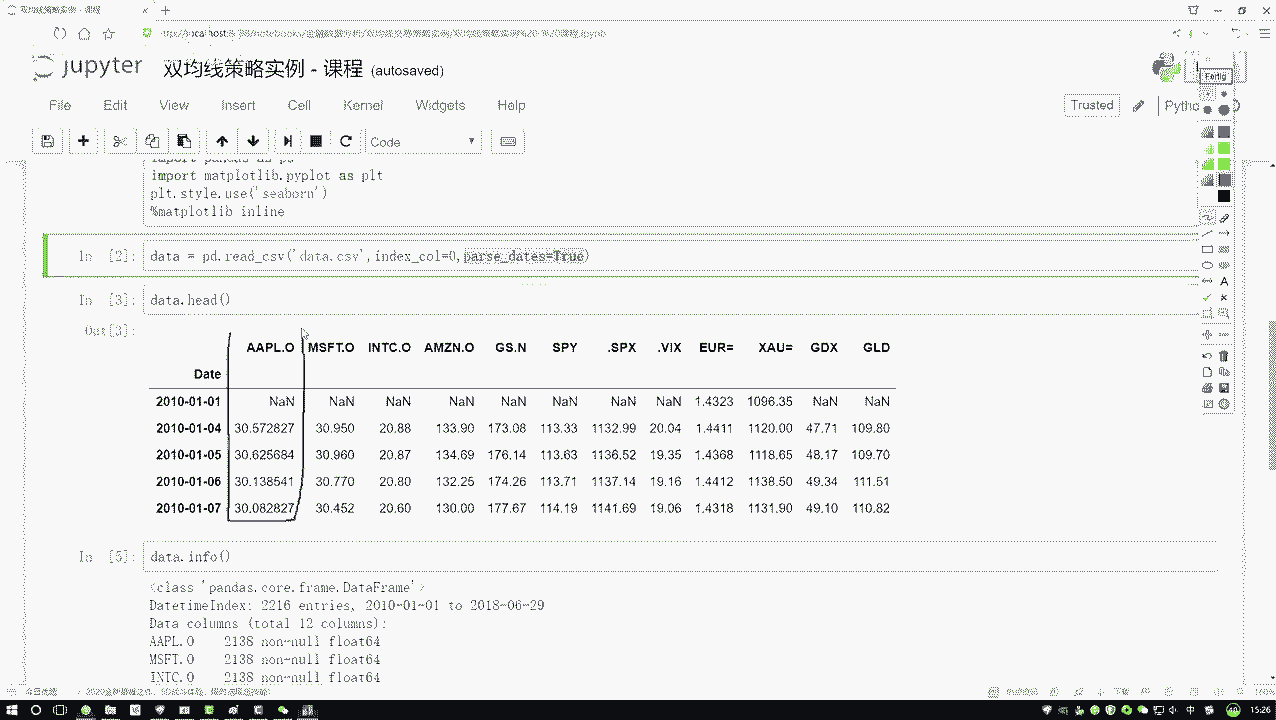 jupyter 双均线策略实例 - 课程 (autosaved)
Fertig
File Edit View Insert Cell Kernel Widgets Help
Trusted
Code
import pandas as pd
import matplotlib.pyplot as plt
plt.style.use('seaborn')
%matplotlib inline
In [2]: data = pd.read_csv('data.csv',index_col=0,parse_dates=True)
In [3]: data.head()
Out[3]:
AAPL.O MSFT.O INTC.O AMZN.O GS.N SPY .SPX .VIX EUR= XAU= GDX GLD
Date
2010-01-01 NaN NaN NaN NaN NaN NaN NaN NaN 1.4323 1096.35 NaN NaN
2010-01-04 30.572827 30.950 20.88 133.90 173.08 113.33 1132.99 20.04 1.4411 1120.00 47.71 109.80
2010-01-05 30.625684 30.960 20.87 134.69 176.14 113.63 1136.52 19.35 1.4368 1118.65 48.17 109.70
2010-01-06 30.138541 30.770 20.80 132.25 174.26 113.71 1137.14 19.16 1.4412 1138.50 49.34 111.51
2010-01-07 30.082827 30.452 20.60 130.00 177.67 114.19 1141.69 19.06 1.4318 1131.90 49.10 110.82
In [5]: data.info()
<class 'pandas.core.frame.DataFrame'>
DatetimeIndex: 2216 entries, 2010-01-01 to 2018-06-29
Data columns (total 12 columns):
AAPL.O 2138 non-null float64
MSFT.O 2138 non-null float64
INTC.O 2138 non-null float64
15:26